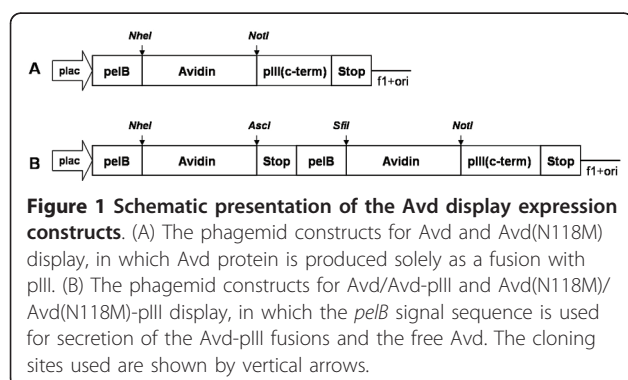 NheI NotI
A plac pelB Avidin pIII(c-term) Stop f1+ori
NheI AscI SfiI NotI
B plac pelB Avidin Stop pelB Avidin pIII(c-term) Stop f1+ori
Figure 1 Schematic presentation of the Avd display expression
constructs. (A) The phagemid constructs for Avd and Avd(N118M)
display, in which Avd protein is produced solely as a fusion with
pIII. (B) The phagemid constructs for Avd/Avd-pIII and Avd(N118M)/
Avd(N118M)-pIII display, in which the pelB signal sequence is used
for secretion of the Avd-pIII fusions and the free Avd. The cloning
sites used are shown by vertical arrows.